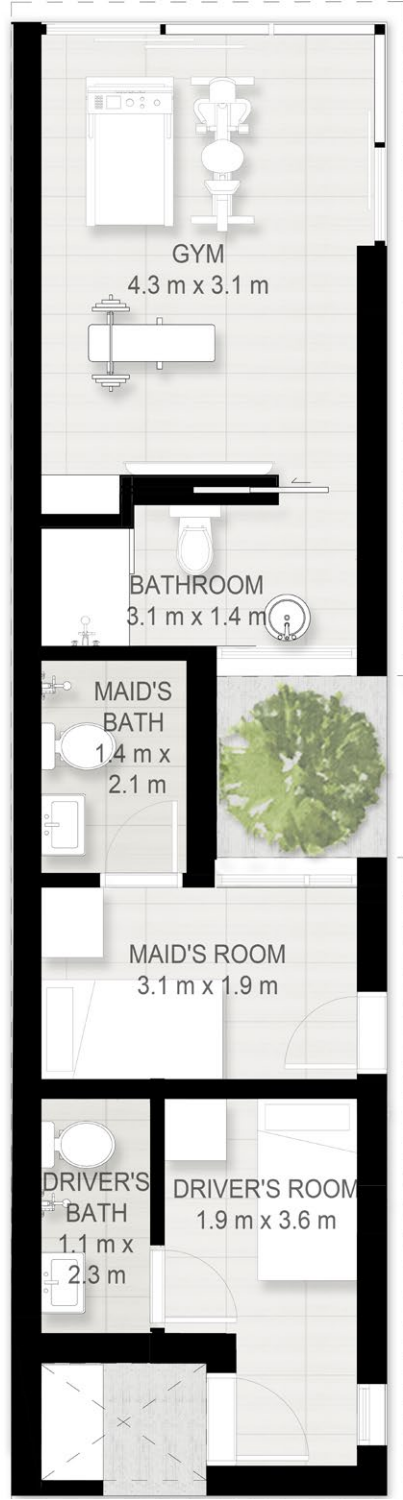 GYM
4.3 m x 3.1 m
BATHROOM
3.1 m x 1.4 m
MAID'S
BATH
1.4 m x
2.1 m
MAID'S ROOM
3.1 m x 1.9 m
DRIVER'S
BATH
1.1 m x
2.3 m
DRIVER'S ROOM
1.9 m x 3.6 m